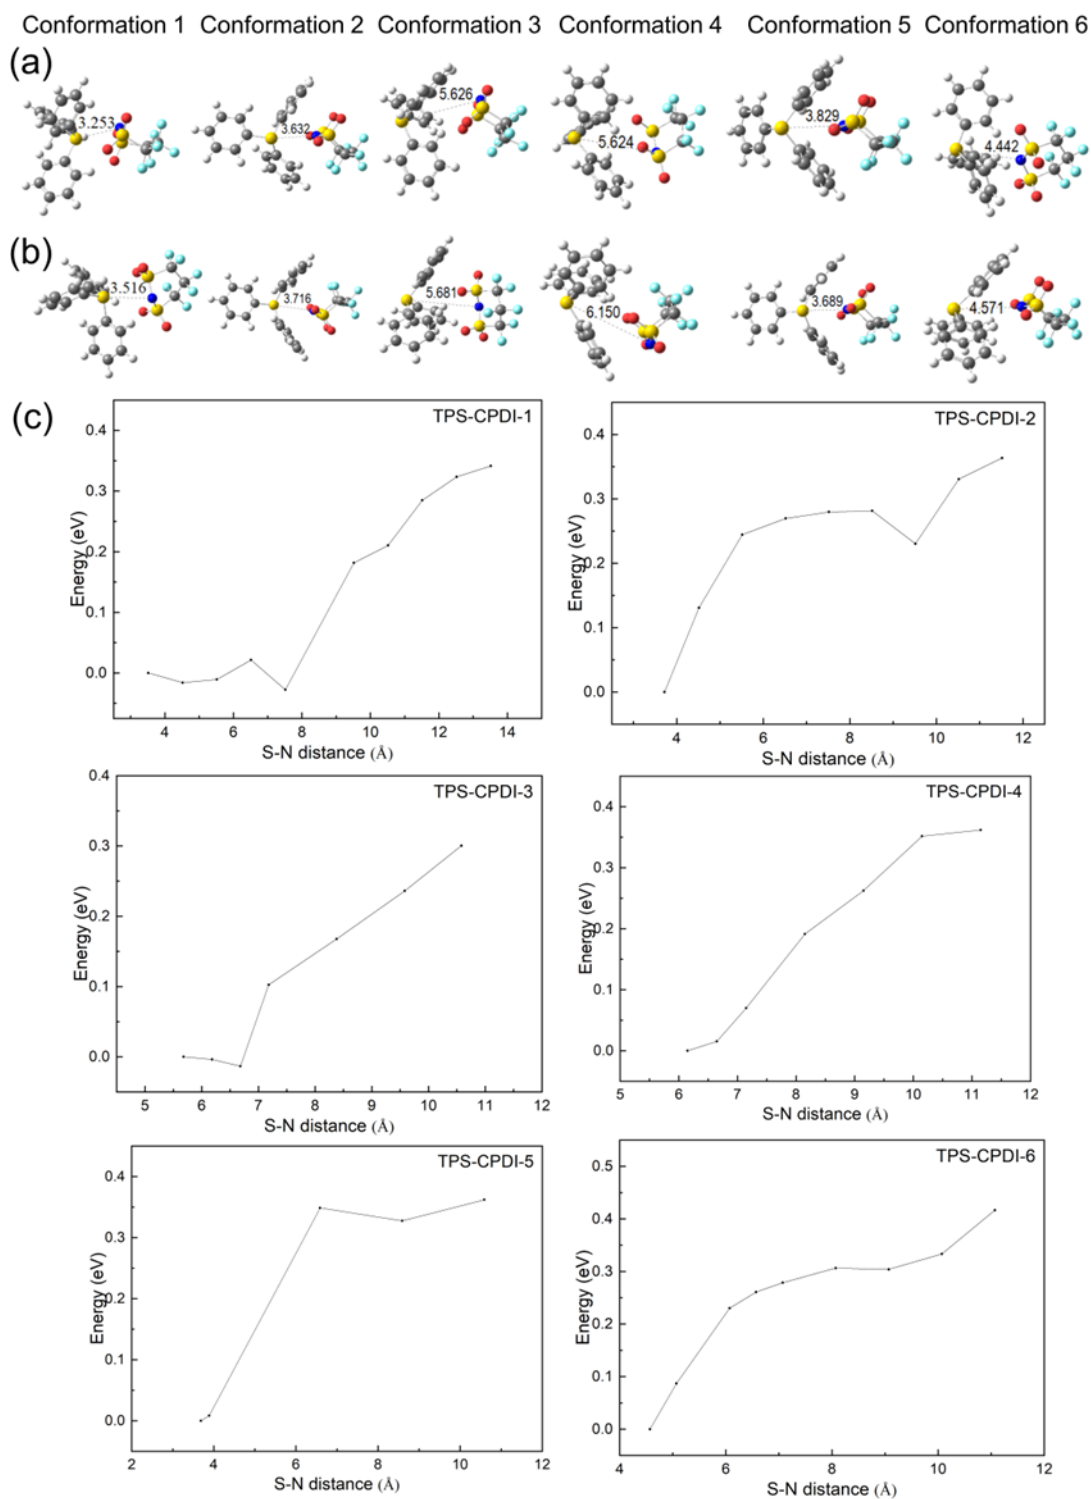 Conformation 1 Conformation 2 Conformation 3 Conformation 4 Conformation 5 Conformation 6
(a)
3.253 3.632 5.626 5.624 3.829 4.442
(b)
3.516 3.716 5.681 6.150 3.689 4.571
(c)
TPS-CPDI-1
0.4
0.3
0.2
0.1
0.0
Energy (eV)
4 6 8 10 12 14
S-N distance (Å)
TPS-CPDI-2
0.4
0.3
0.2
0.1
0.0
Energy (eV)
4 6 8 10 12
S-N distance (Å)
TPS-CPDI-3
0.4
0.3
0.2
0.1
0.0
Energy (eV)
5 6 7 8 9 10 11 12
S-N distance (Å)
TPS-CPDI-4
0.4
0.3
0.2
0.1
0.0
Energy (eV)
5 6 7 8 9 10 11 12
S-N distance (Å)
TPS-CPDI-5
0.4
0.3
0.2
0.1
0.0
Energy (eV)
2 4 6 8 10 12
S-N distance (Å)
TPS-CPDI-6
0.5
0.4
0.3
0.2
0.1
0.0
Energy (eV)
4 6 8 10 12
S-N distance (Å)